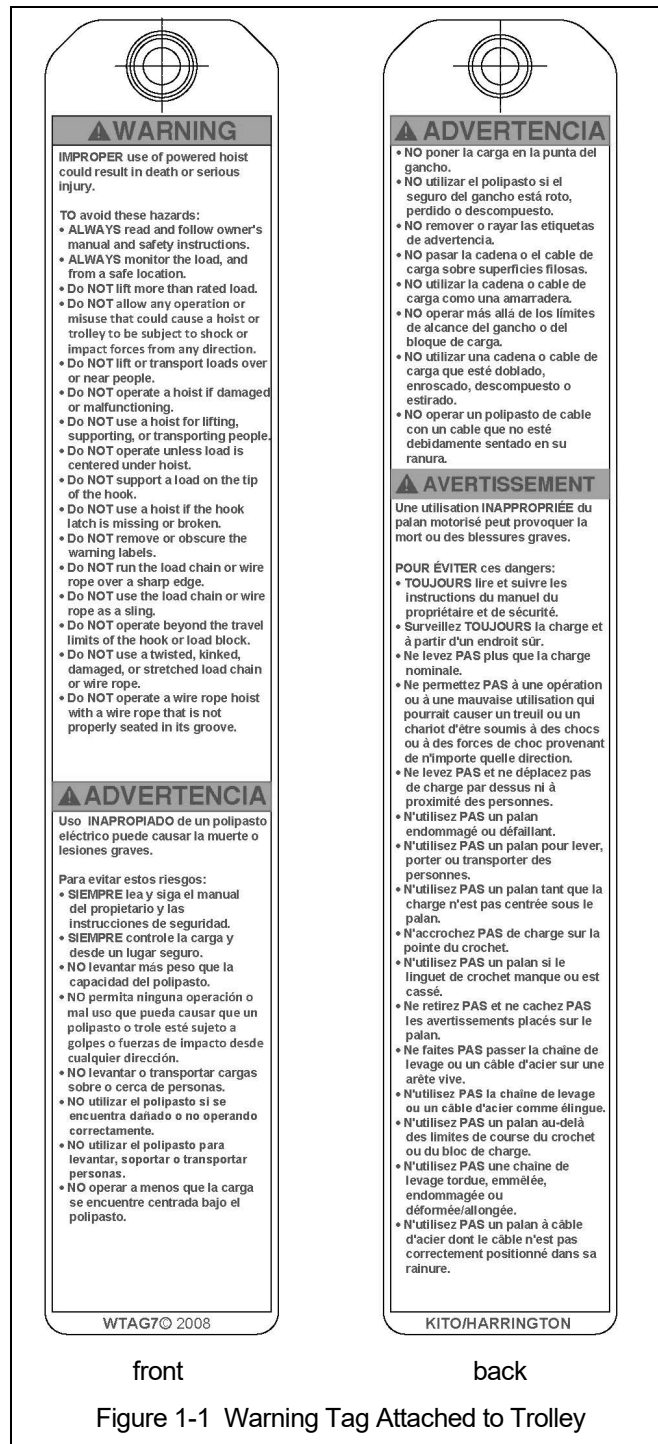 WARNING
IMPROPER use of powered hoist
could result in death or serious
injury.
TO avoid these hazards:
• ALWAYS read and follow owner's
manual and safety instructions.
• ALWAYS monitor the load, and
from a safe location.
• Do NOT lift more than rated load.
• Do NOT allow any operation or
misuse that could cause a hoist or
trolley to be subject to shock or
impact forces from any direction.
• Do NOT lift or transport loads over
or near people.
• Do NOT operate a hoist if damaged
or malfunctioning.
• Do NOT use a hoist for lifting,
supporting, or transporting people.
• Do NOT operate unless load is
centered under hoist.
• Do NOT support a load on the tip
of the hook.
• Do NOT use a hoist if the hook
latch is missing or broken.
• Do NOT remove or obscure the
warning labels.
• Do NOT run the load chain or wire
rope over a sharp edge.
• Do NOT use the load chain or wire
rope as a sling.
• Do NOT operate beyond the travel
limits of the hook or load block.
• Do NOT use a twisted, kinked,
damaged, or stretched load chain
or wire rope.
• Do NOT operate a wire rope hoist
with a wire rope that is not
properly seated in its groove.
ADVERTENCIA
Uso INAPROPIADO de un polipasto
eléctrico puede causar la muerte o
lesiones graves.
Para evitar estos riesgos:
• SIEMPRE lea y siga el manual
del propietario y las
instrucciones de seguridad.
• SIEMPRE controle la carga y
desde un lugar seguro.
• NO levantar más peso que la
capacidad del polipasto.
• NO permita ninguna operación o
mal uso que pueda causar que un
polipasto o trole esté sujeto a
golpes o fuerzas de impacto desde
cualquier dirección.
• NO levantar o transportar cargas
sobre o cerca de personas.
• NO utilizar el polipasto si se
encuentra dañado o no operando
correctamente.
• NO utilizar el polipasto para
levantar, soportar o transportar
personas.
• NO operar a menos que la carga
se encuentre centrada bajo el
polipasto.
WTAG7© 2008
front
ADVERTENCIA
• NO poner la carga en la punta del
gancho.
• NO utilizar el polipasto si el
seguro del gancho está roto,
perdido o descompuesto.
• NO remover o rayar las etiquetas
de advertencia.
• NO pasar la cadena o el cable de
carga sobre superficies filosas.
• NO utilizar la cadena o cable de
carga como una amarradera.
• NO operar más allá de los límites
de alcance del gancho o del
bloque de carga.
• NO utilizar una cadena o cable de
carga que esté doblado,
enroscado, descompuesto o
estirado.
• NO operar un polipasto de cable
con un cable que no esté
debidamente sentado en su
ranura.
AVERTISSEMENT
Une utilisation INAPPROPRIÉE du
palan motorisé peut provoquer la
mort ou des blessures graves.
POUR ÉVITER ces dangers:
• TOUJOURS lire et suivre les
instructions du manuel du
propriétaire et de sécurité.
• Surveillez TOUJOURS la charge et
à partir d'un endroit sûr.
• Ne levez PAS plus que la charge
nominale.
• Ne permettez PAS à une opération
ou à une mauvaise utilisation qui
pourrait causer un treuil ou un
chariot d'être soumis à des chocs
ou à des forces de choc provenant
de n'importe quelle direction.
• Ne levez PAS et ne déplacez pas
de charge par dessus ni à
proximité des personnes.
• N'utilisez PAS un palan
endommagé ou défaillant.
• N'utilisez PAS un palan pour lever,
porter ou transporter des
personnes.
• N'utilisez PAS un palan tant que la
charge n'est pas centrée sous le
palan.
• N'accrochez PAS de charge sur la
pointe du crochet.
• N'utilisez PAS un palan si le
linguet de crochet manque ou est
cassé.
• Ne retirez PAS et ne cachez PAS
les avertissements placés sur le
palan.
• Ne faites PAS passer la chaîne de
levage ou un câble d'acier sur une
arête vive.
• N'utilisez PAS la chaîne de levage
ou un câble d'acier comme élingue.
• N'utilisez PAS un palan au-delà
des limites de course du crochet
ou du bloc de charge.
• N'utilisez PAS une chaîne de
levage tordue, emmêlée,
endommagée ou
déformée/allongée.
• N'utilisez PAS un palan à câble
d'acier dont le câble n'est pas
correctement positionné dans sa
rainure.
KITO/HARRINGTON
back
Figure 1-1 Warning Tag Attached to Trolley